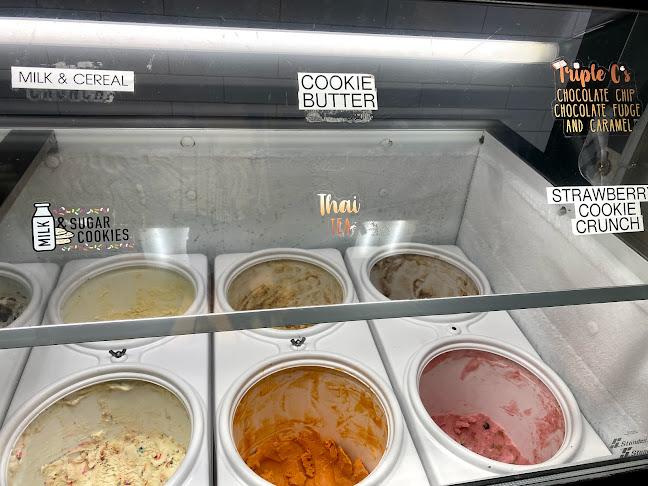 MILK & CEREAL
COOKIE
BUTTER
Triple C's
CHOCOLATE CHIP
CHOCOLATE FUDGE
AND CARAMEL
MILK & SUGAR
COOKIES
Thai
TEA
STRAWBERRY
COOKIE
CRUNCH